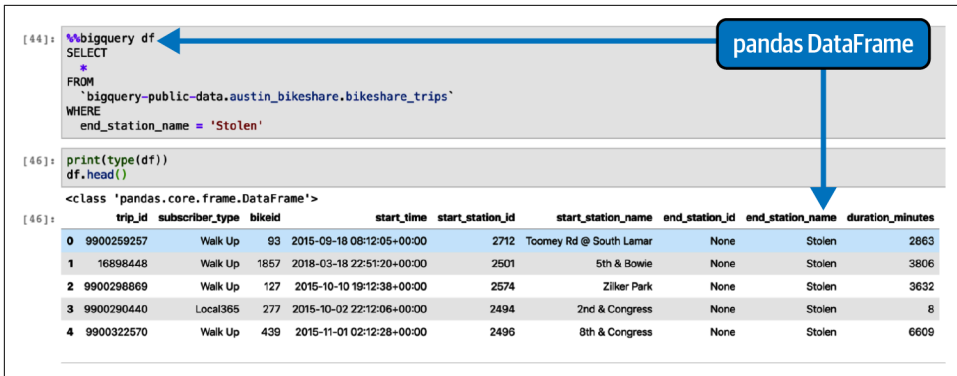 [44]: %%bigquery df
SELECT
*
FROM
`bigquery-public-data.austin_bikeshare.bikeshare_trips`
WHERE
end_station_name = 'Stolen'
pandas DataFrame
[46]: print(type(df))
df.head()
<class 'pandas.core.frame.DataFrame'>
[46]: trip_id subscriber_type bikeid start_time start_station_id start_station_name end_station_id end_station_name duration_minutes
0 9900259257 Walk Up 93 2015-09-18 08:12:05+00:00 2712 Toomey Rd @ South Lamar None Stolen 2863
1 16898448 Walk Up 1857 2018-03-18 22:51:20+00:00 2501 5th & Bowie None Stolen 3806
2 9900298869 Walk Up 127 2015-10-10 19:12:38+00:00 2574 Zilker Park None Stolen 3632
3 9900290440 Local365 277 2015-10-02 22:12:06+00:00 2494 2nd & Congress None Stolen 8
4 9900322570 Walk Up 439 2015-11-01 02:12:28+00:00 2496 8th & Congress None Stolen 6609